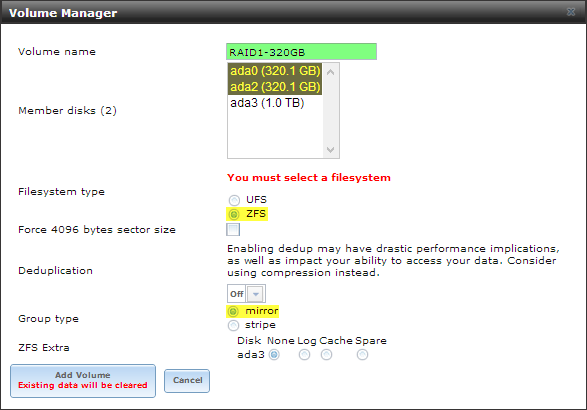 Volume Manager
Volume name RAID1-320GB
ada0 (320.1 GB)
ada2 (320.1 GB)
ada3 (1.0 TB)
Member disks (2)
You must select a filesystem
Filesystem type
UFS
ZFS
Force 4096 bytes sector size
Enabling dedup may have drastic performance implications,
as well as impact your ability to access your data. Consider
using compression instead.
Deduplication
Off
Group type
mirror
stripe
ZFS Extra
Disk None Log Cache Spare
ada3
Add Volume
Existing data will be cleared
Cancel